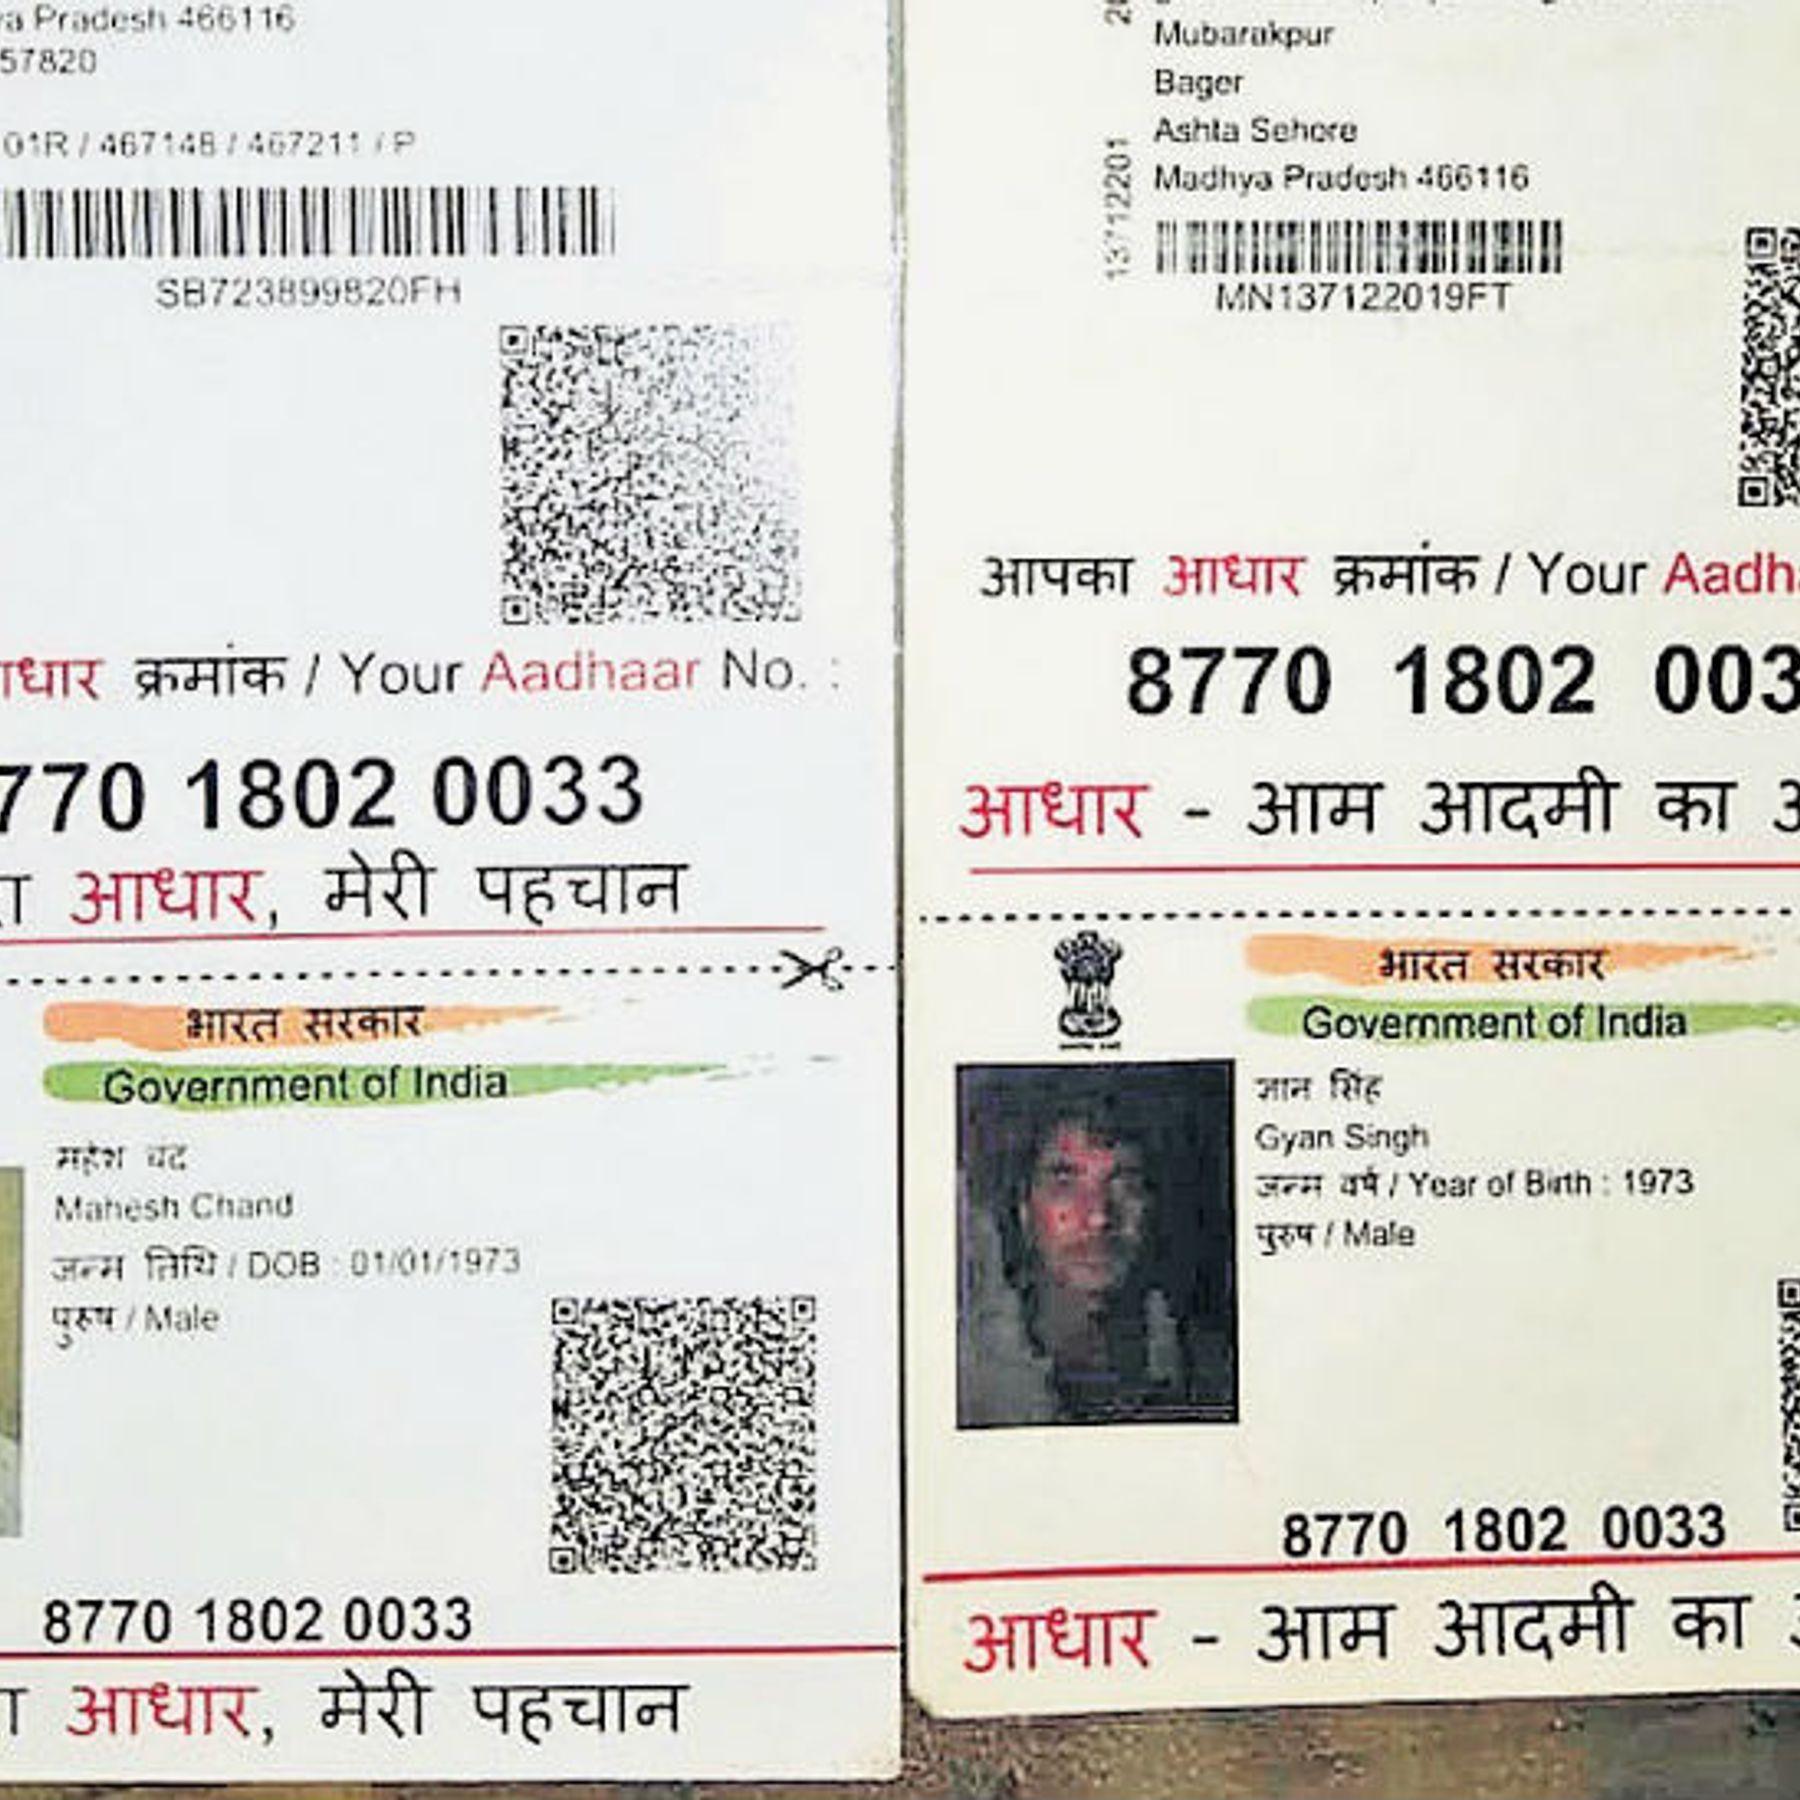 Pradesh 466116
57820
01R / 467148 / 467211 / P
SB723899820FH
आधार क्रमांक / Your Aadhaar No. :
770 1802 0033
आधार, मेरी पहचान
भारत सरकार
Government of India
महेश चंद
Mahesh Chand
जन्म तिथि / DOB : 01/01/1973
पुरुष / Male
8770 1802 0033
आधार, मेरी पहचान
Mubarakpur
Bager
Ashta Sehore
Madhya Pradesh 466116
13712201
MN137122019FT
आपका आधार क्रमांक / Your Aadha
8770 1802 003
आधार - आम आदमी का
भारत सरकार
Government of India
ज्ञान सिंह
Gyan Singh
जन्म वर्ष / Year of Birth : 1973
पुरुष / Male
8770 1802 0033
आधार - आम आदमी का